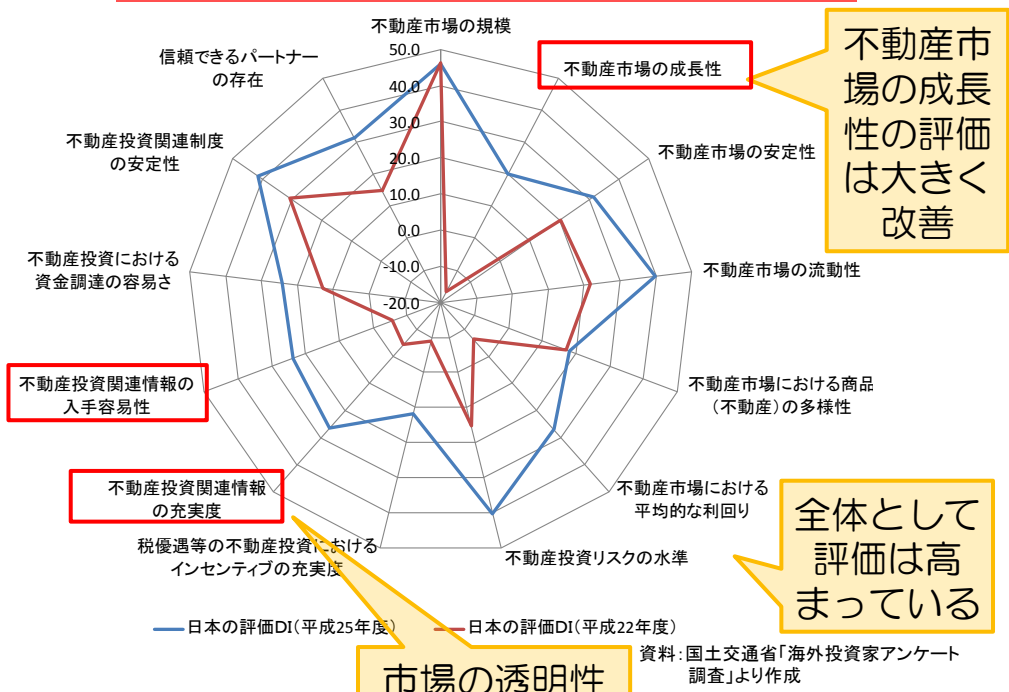 不動産市場の規模
50.0
40.0
30.0
20.0
10.0
0.0
-10.0
-20.0
不動産市場の成長性
不動産市場の安定性
不動産市場の流動性
不動産市場における商品
（不動産）の多様性
不動産市場における
平均的な利回り
不動産投資リスクの水準
税優遇等の不動産投資における
インセンティブの充実度
不動産投資関連情報
の充実度
不動産投資関連情報の
入手容易性
不動産投資における
資金調達の容易さ
不動産投資関連制度
の安定性
信頼できるパートナー
の存在
不動産市
場の成長
性の評価
は大きく
改善
全体として
評価は高
まっている
日本の評価DI（平成25年度）
日本の評価DI（平成22年度）
資料：国土交通省「海外投資家アンケート
調査」より作成
市場の透明性